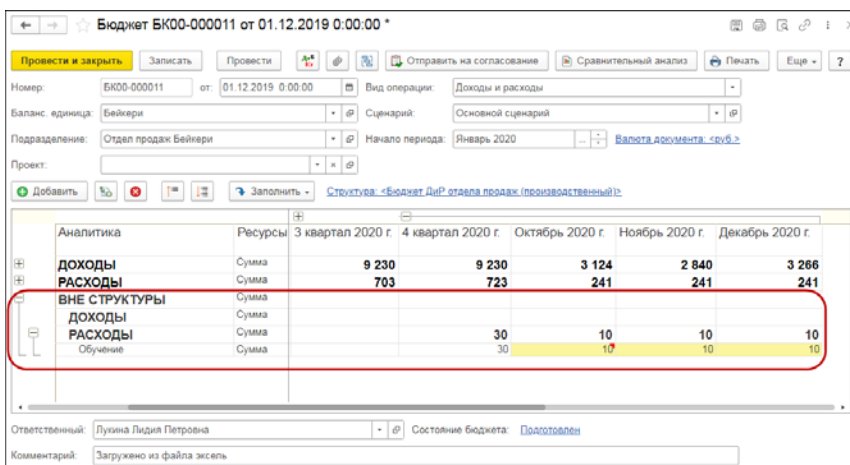 Бюджет БК00-000011 от 01.12.2019 0:00:00 *
Провести и закрыть Записать Провести Отправить на согласование Сравнительный анализ Печать Еще ?
Номер: БК00-000011 от: 01.12.2019 0:00:00 Вид операции: Доходы и расходы
Баланс. единица: Бейкери Сценарий: Основной сценарий
Подразделение: Отдел продаж Бейкери Начало периода: Январь 2020 Валюта документа: <руб.>
Проект:
Добавить Заполнить Структура: <Бюджет ДиР отдела продаж (производственный)>
Аналитика Ресурсы 3 квартал 2020 г. 4 квартал 2020 г. Октябрь 2020 г. Ноябрь 2020 г. Декабрь 2020 г.
ДОХОДЫ Сумма 9 230 9 230 3 124 2 840 3 266
РАСХОДЫ Сумма 703 723 241 241 241
ВНЕ СТРУКТУРЫ Сумма
ДОХОДЫ Сумма
РАСХОДЫ Сумма 30 10 10 10
Обучение Сумма 30 10 10 10
Ответственный: Лукина Лидия Петровна Состояние бюджета: Подготовлен
Комментарий: Загружено из файла эксель